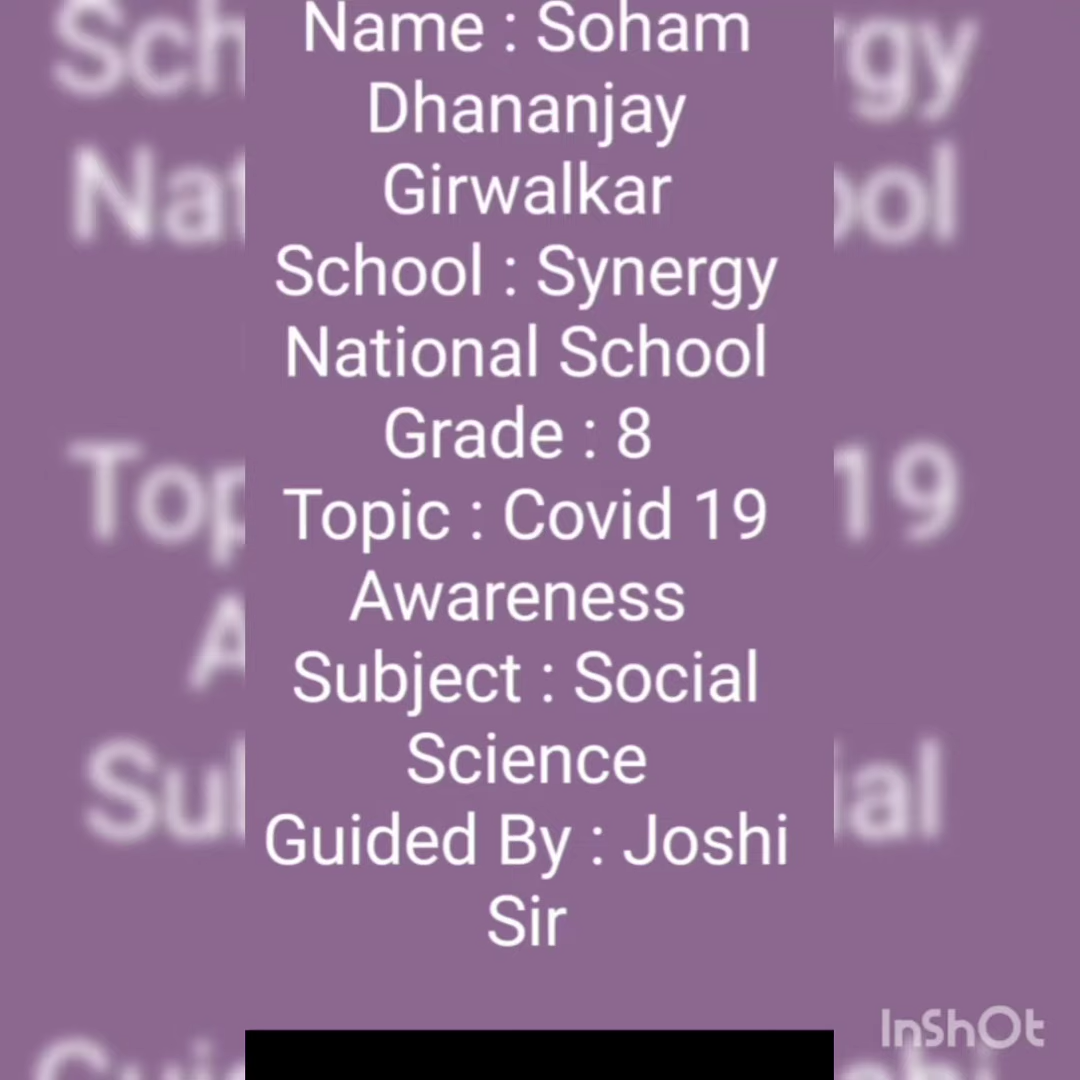 Name : Soham
Dhananjay
Girwalkar
School : Synergy
National School
Grade : 8
Topic : Covid 19
Awareness
Subject : Social
Science
Guided By : Joshi
Sir
InShOt